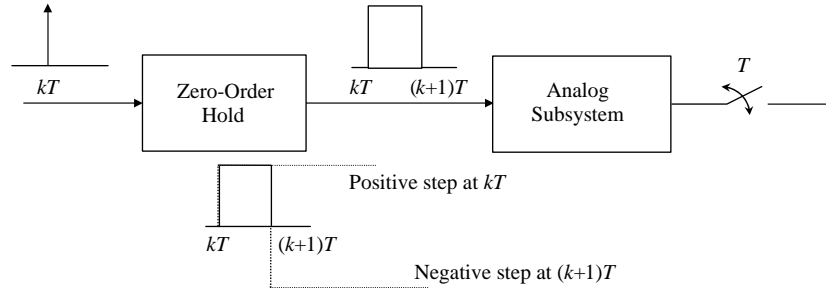 kT
Zero-Order
Hold
kT
(k+1)T
Analog
Subsystem
T
kT
(k+1)T
Positive step at kT
Negative step at (k+1)T